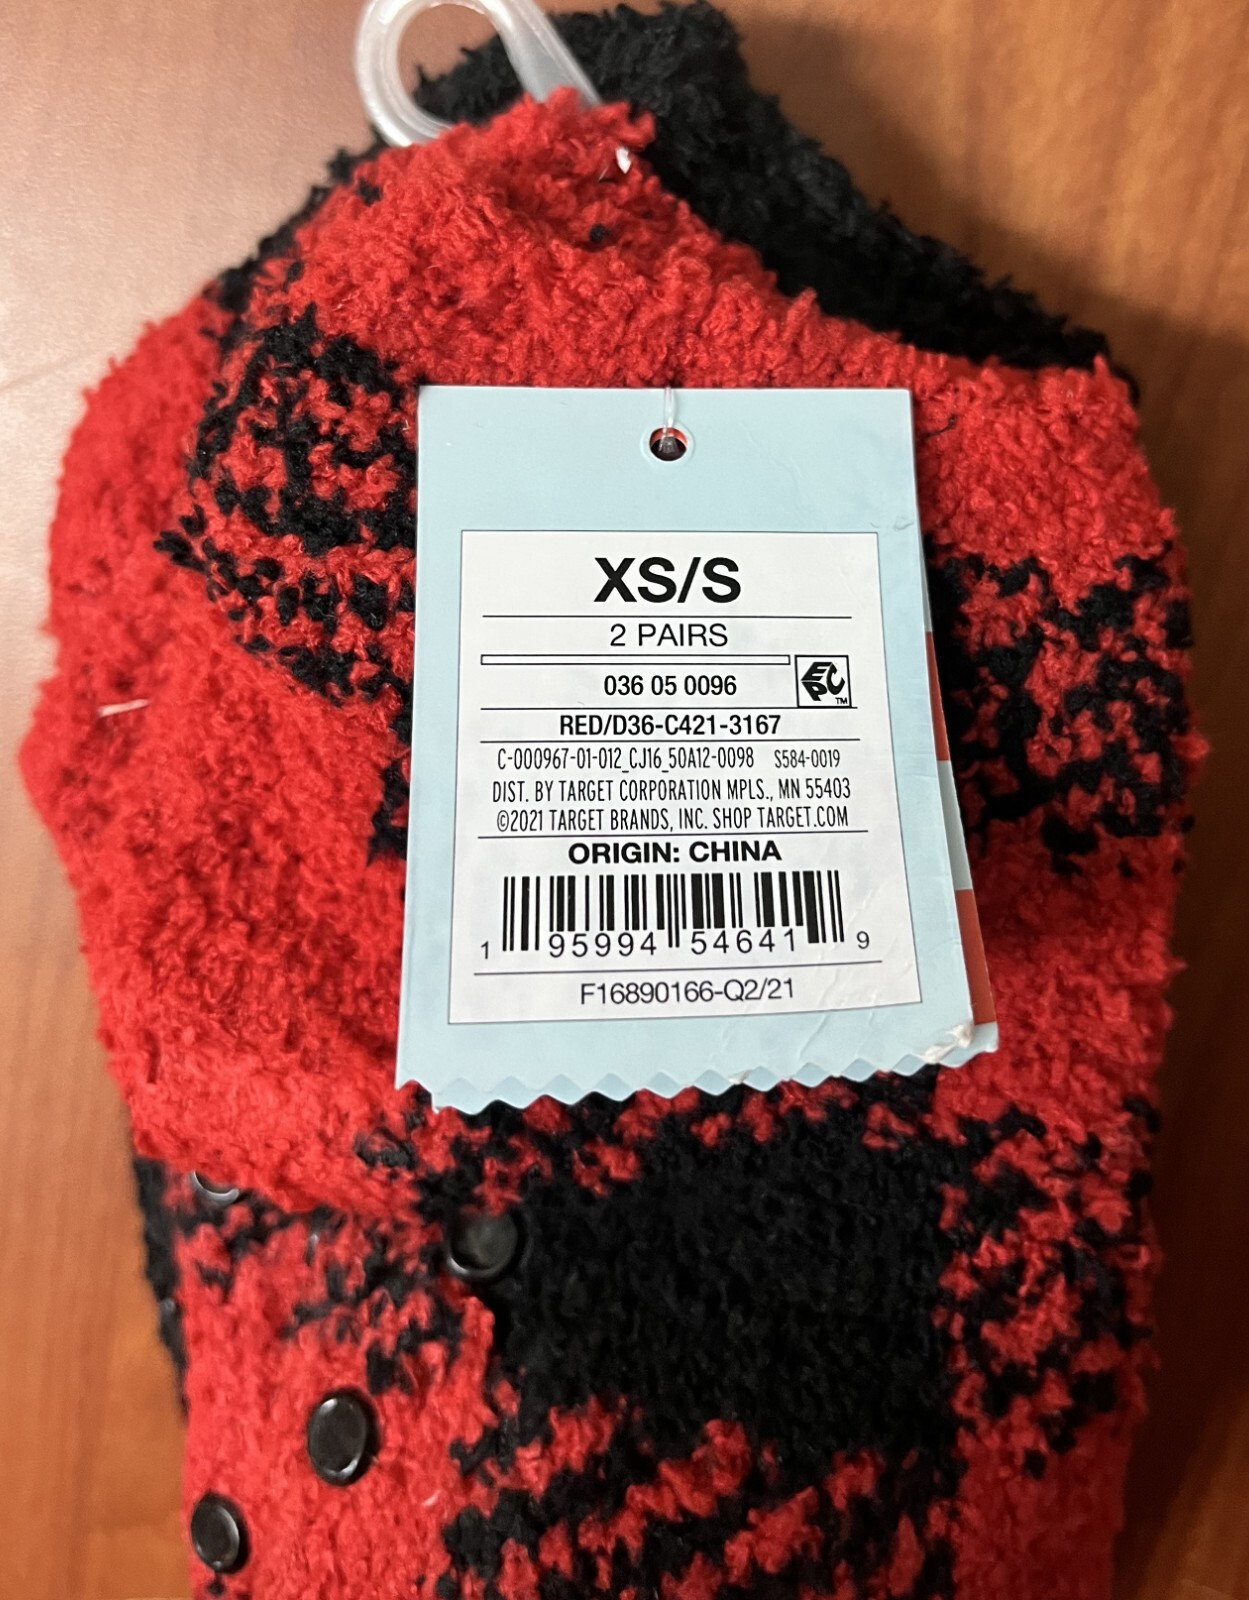 XS/S
2 PAIRS
036 05 0096
EPC
TM
RED/D36-C421-3167
C-000967-01-012_CJ16_50A12-0098 S584-0019
DIST. BY TARGET CORPORATION MPLS., MN 55403
©2021 TARGET BRANDS, INC. SHOP TARGET.COM
ORIGIN: CHINA
1 95994 54641 9
F16890166-Q2/21